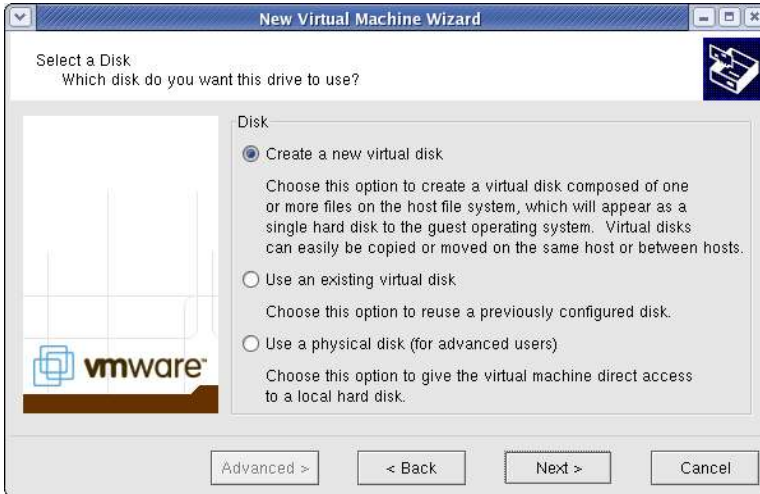 New Virtual Machine Wizard
Select a Disk
Which disk do you want this drive to use?
Disk
Create a new virtual disk
Choose this option to create a virtual disk composed of one
or more files on the host file system, which will appear as a
single hard disk to the guest operating system. Virtual disks
can easily be copied or moved on the same host or between hosts.
Use an existing virtual disk
Choose this option to reuse a previously configured disk.
Use a physical disk (for advanced users)
Choose this option to give the virtual machine direct access
to a local hard disk.
vmware™
Advanced >
< Back
Next >
Cancel